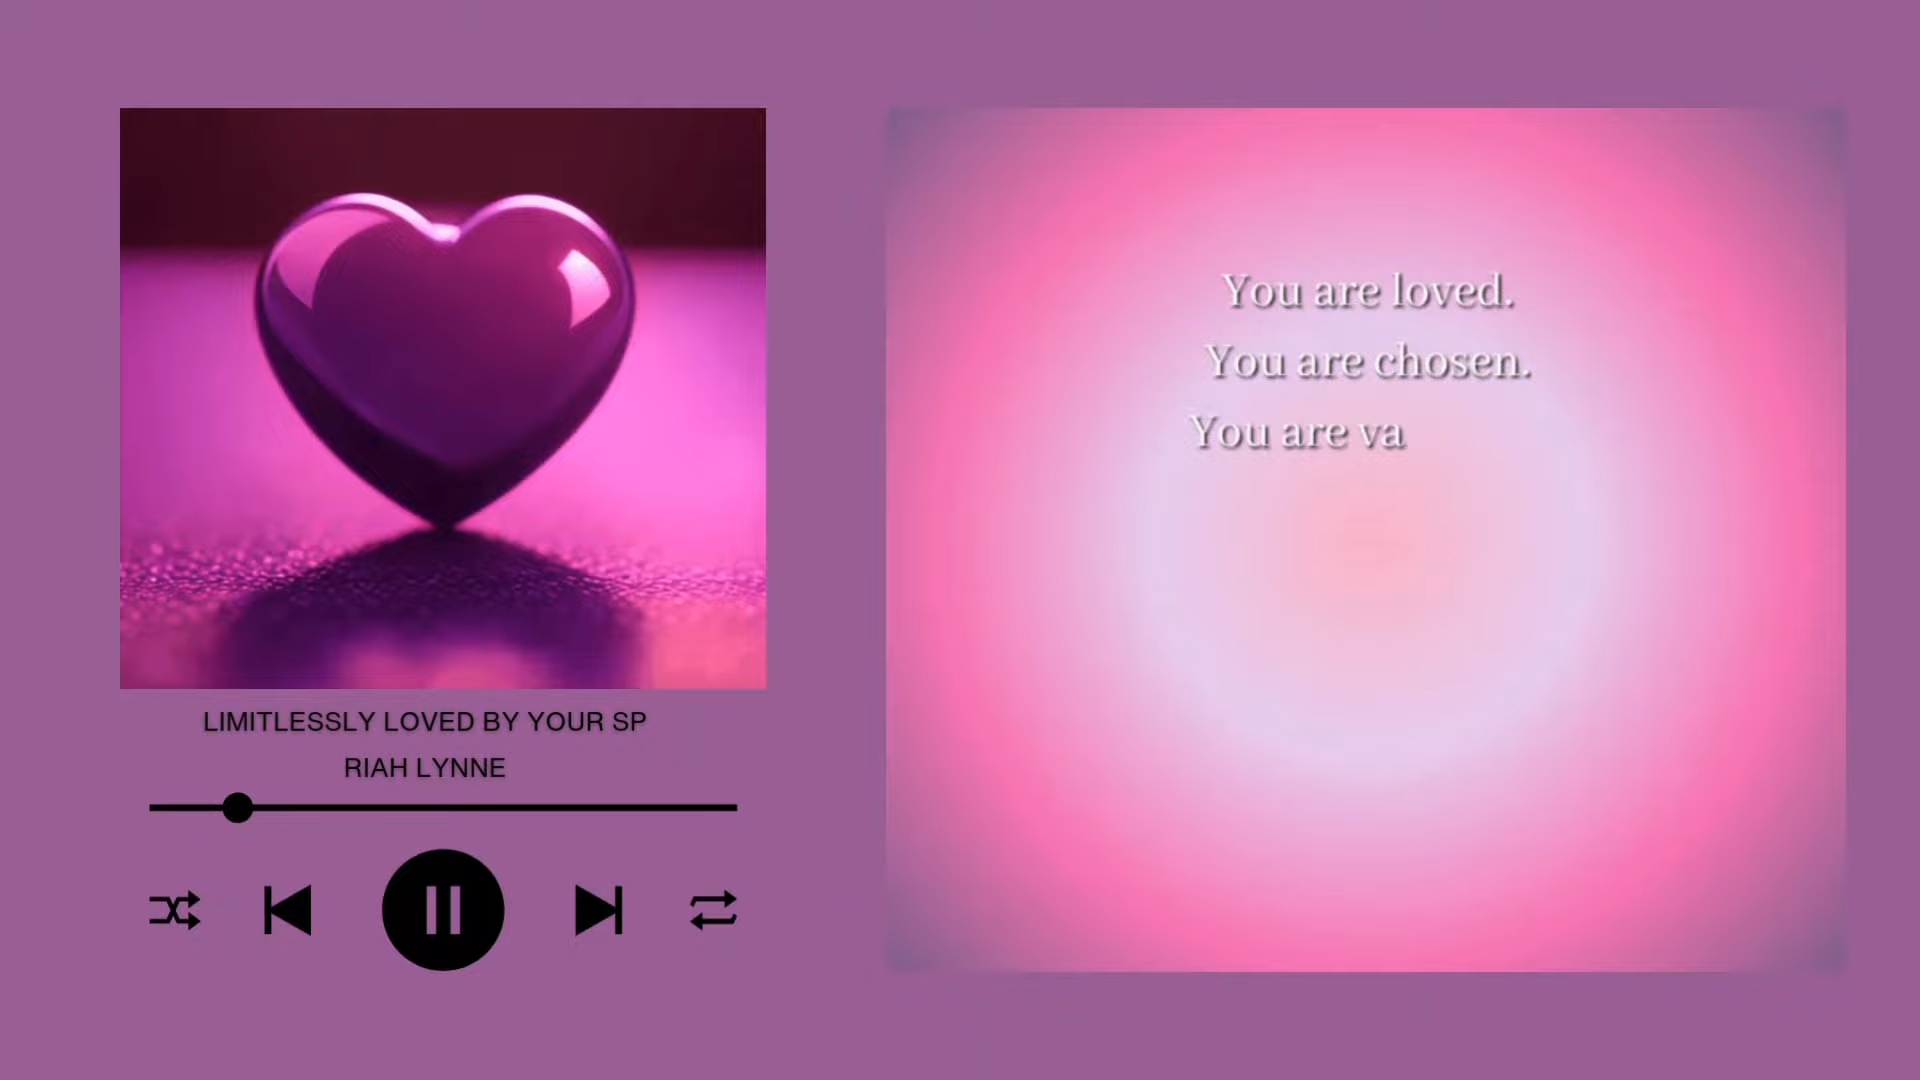 LIMITLESSLY LOVED BY YOUR SP
RIAH LYNNE
You are loved.
You are chosen.
You are va